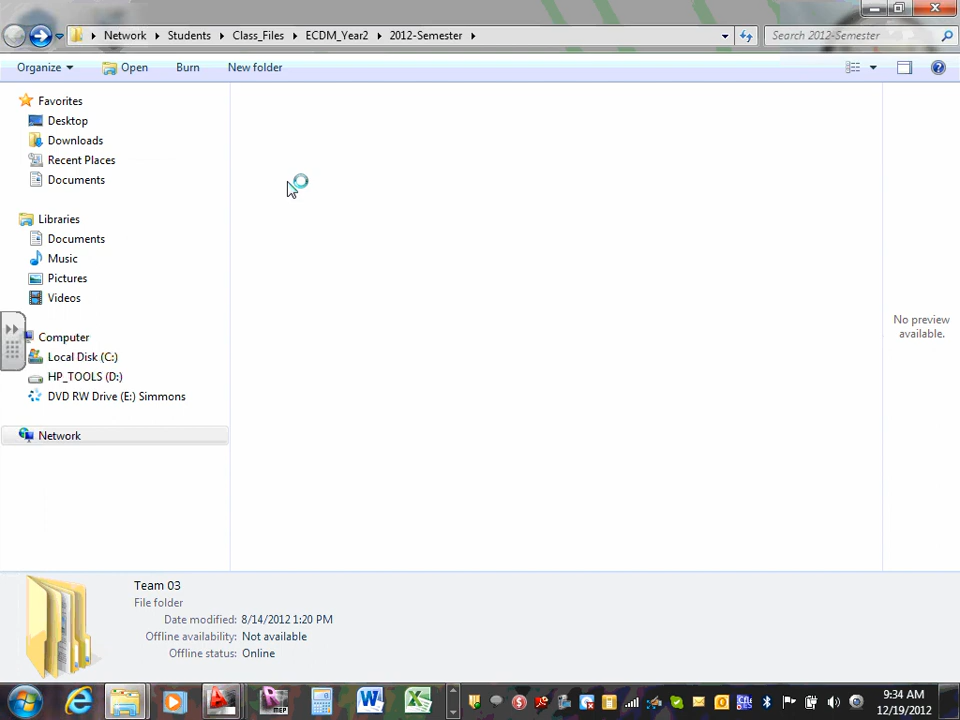 Network Students Class_Files ECDM_Year2 2012-Semester Search 2012-Semester
Organize Open Burn New folder
Favorites
Desktop
Downloads
Recent Places
Documents
Libraries
Documents
Music
Pictures
Videos
Computer
Local Disk (C:)
HP_TOOLS (D:)
DVD RW Drive (E:) Simmons
Network
No preview
available.
Team 03
File folder
Date modified: 8/14/2012 1:20 PM
Offline availability: Not available
Offline status: Online
9:34 AM
12/19/2012